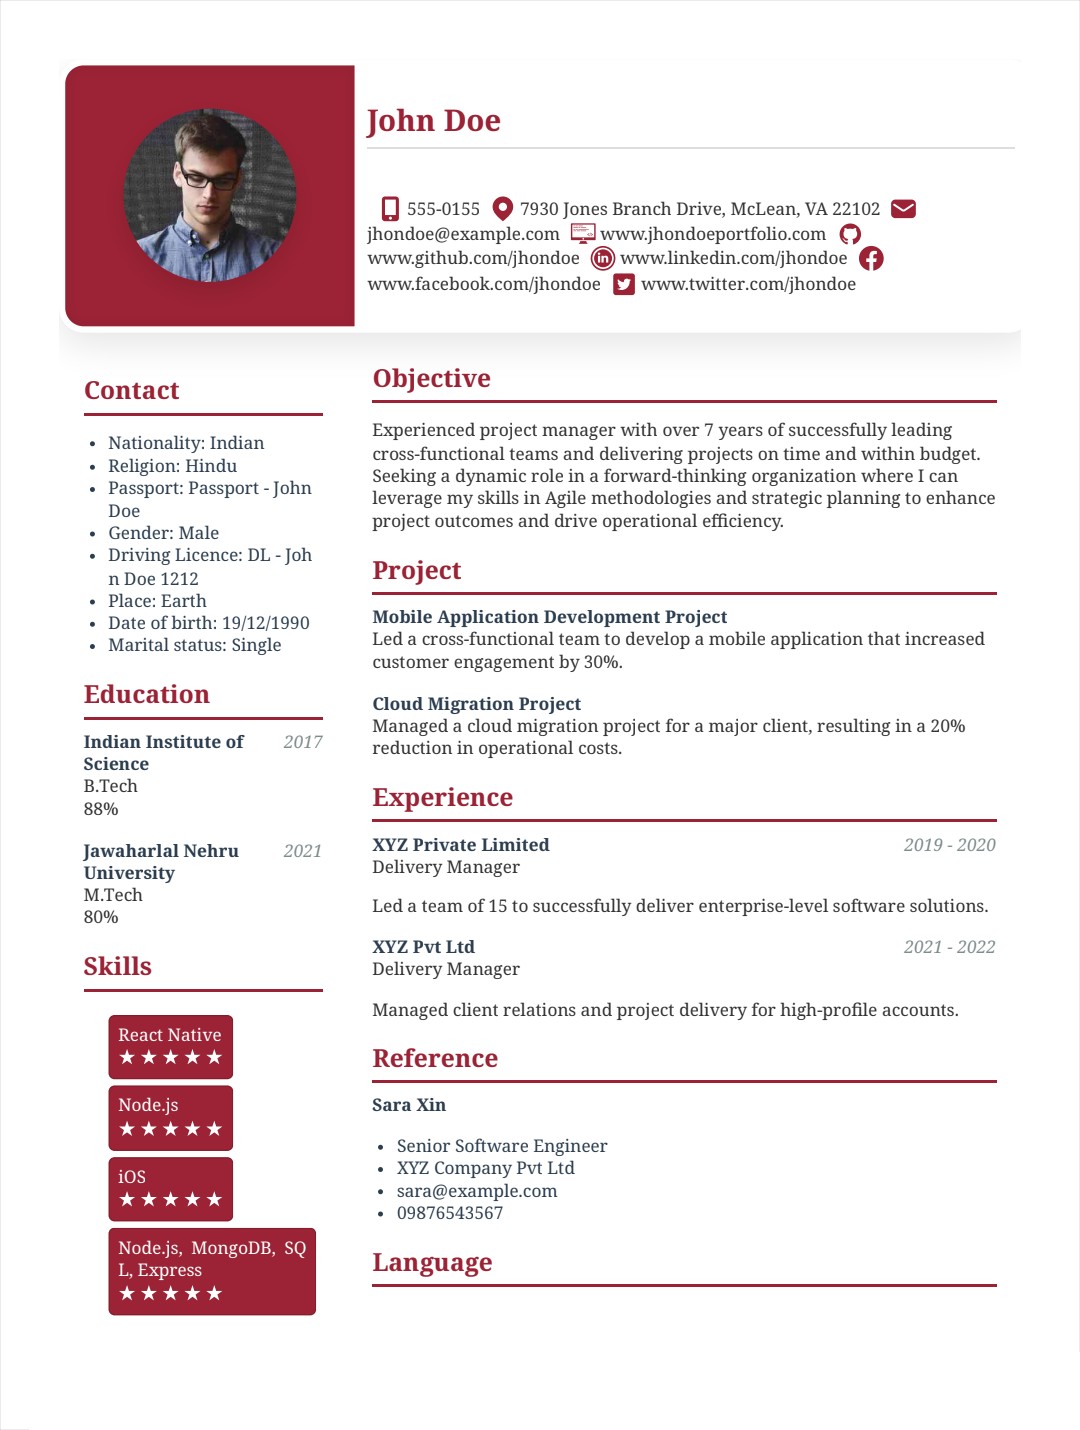 John Doe
555-0155 7930 Jones Branch Drive, McLean, VA 22102
jhondoe@example.com www.jhondoeportfolio.com
www.github.com/jhondoe www.linkedin.com/jhondoe
www.facebook.com/jhondoe www.twitter.com/jhondoe
Contact
• Nationality: Indian
• Religion: Hindu
• Passport: Passport - John
Doe
• Gender: Male
• Driving Licence: DL - Joh
n Doe 1212
• Place: Earth
• Date of birth: 19/12/1990
• Marital status: Single
Education
Indian Institute of 2017
Science
B.Tech
88%
Jawaharlal Nehru 2021
University
M.Tech
80%
Skills
React Native
★ ★ ★ ★ ★
Node.js
★ ★ ★ ★ ★
iOS
★ ★ ★ ★ ★
Node.js, MongoDB, SQ
L, Express
★ ★ ★ ★ ★
Objective
Experienced project manager with over 7 years of successfully leading
cross-functional teams and delivering projects on time and within budget.
Seeking a dynamic role in a forward-thinking organization where I can
leverage my skills in Agile methodologies and strategic planning to enhance
project outcomes and drive operational efficiency.
Project
Mobile Application Development Project
Led a cross-functional team to develop a mobile application that increased
customer engagement by 30%.
Cloud Migration Project
Managed a cloud migration project for a major client, resulting in a 20%
reduction in operational costs.
Experience
XYZ Private Limited 2019 - 2020
Delivery Manager
Led a team of 15 to successfully deliver enterprise-level software solutions.
XYZ Pvt Ltd 2021 - 2022
Delivery Manager
Managed client relations and project delivery for high-profile accounts.
Reference
Sara Xin
• Senior Software Engineer
• XYZ Company Pvt Ltd
• sara@example.com
• 09876543567
Language